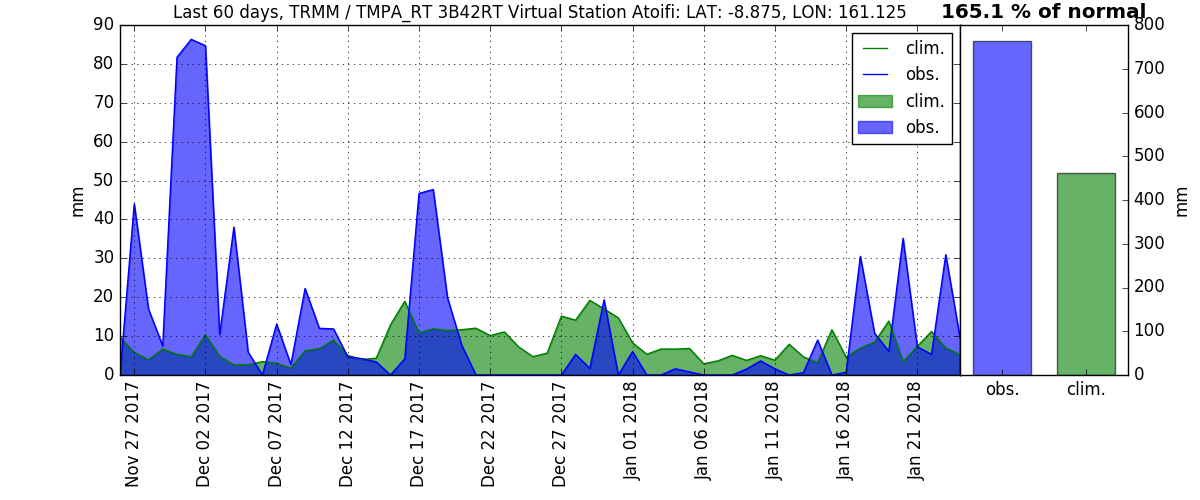 Last 60 days, TRMM / TMPA_RT 3B42RT Virtual Station Atoifi: LAT: -8.875, LON: 161.125
165.1 % of normal
90
80
70
60
50
40
30
20
10
0
mm
clim.
obs.
clim.
obs.
800
700
600
500
400
300
200
100
0
mm
obs.
clim.
Nov 27 2017
Dec 02 2017
Dec 07 2017
Dec 12 2017
Dec 17 2017
Dec 22 2017
Dec 27 2017
Jan 01 2018
Jan 06 2018
Jan 11 2018
Jan 16 2018
Jan 21 2018